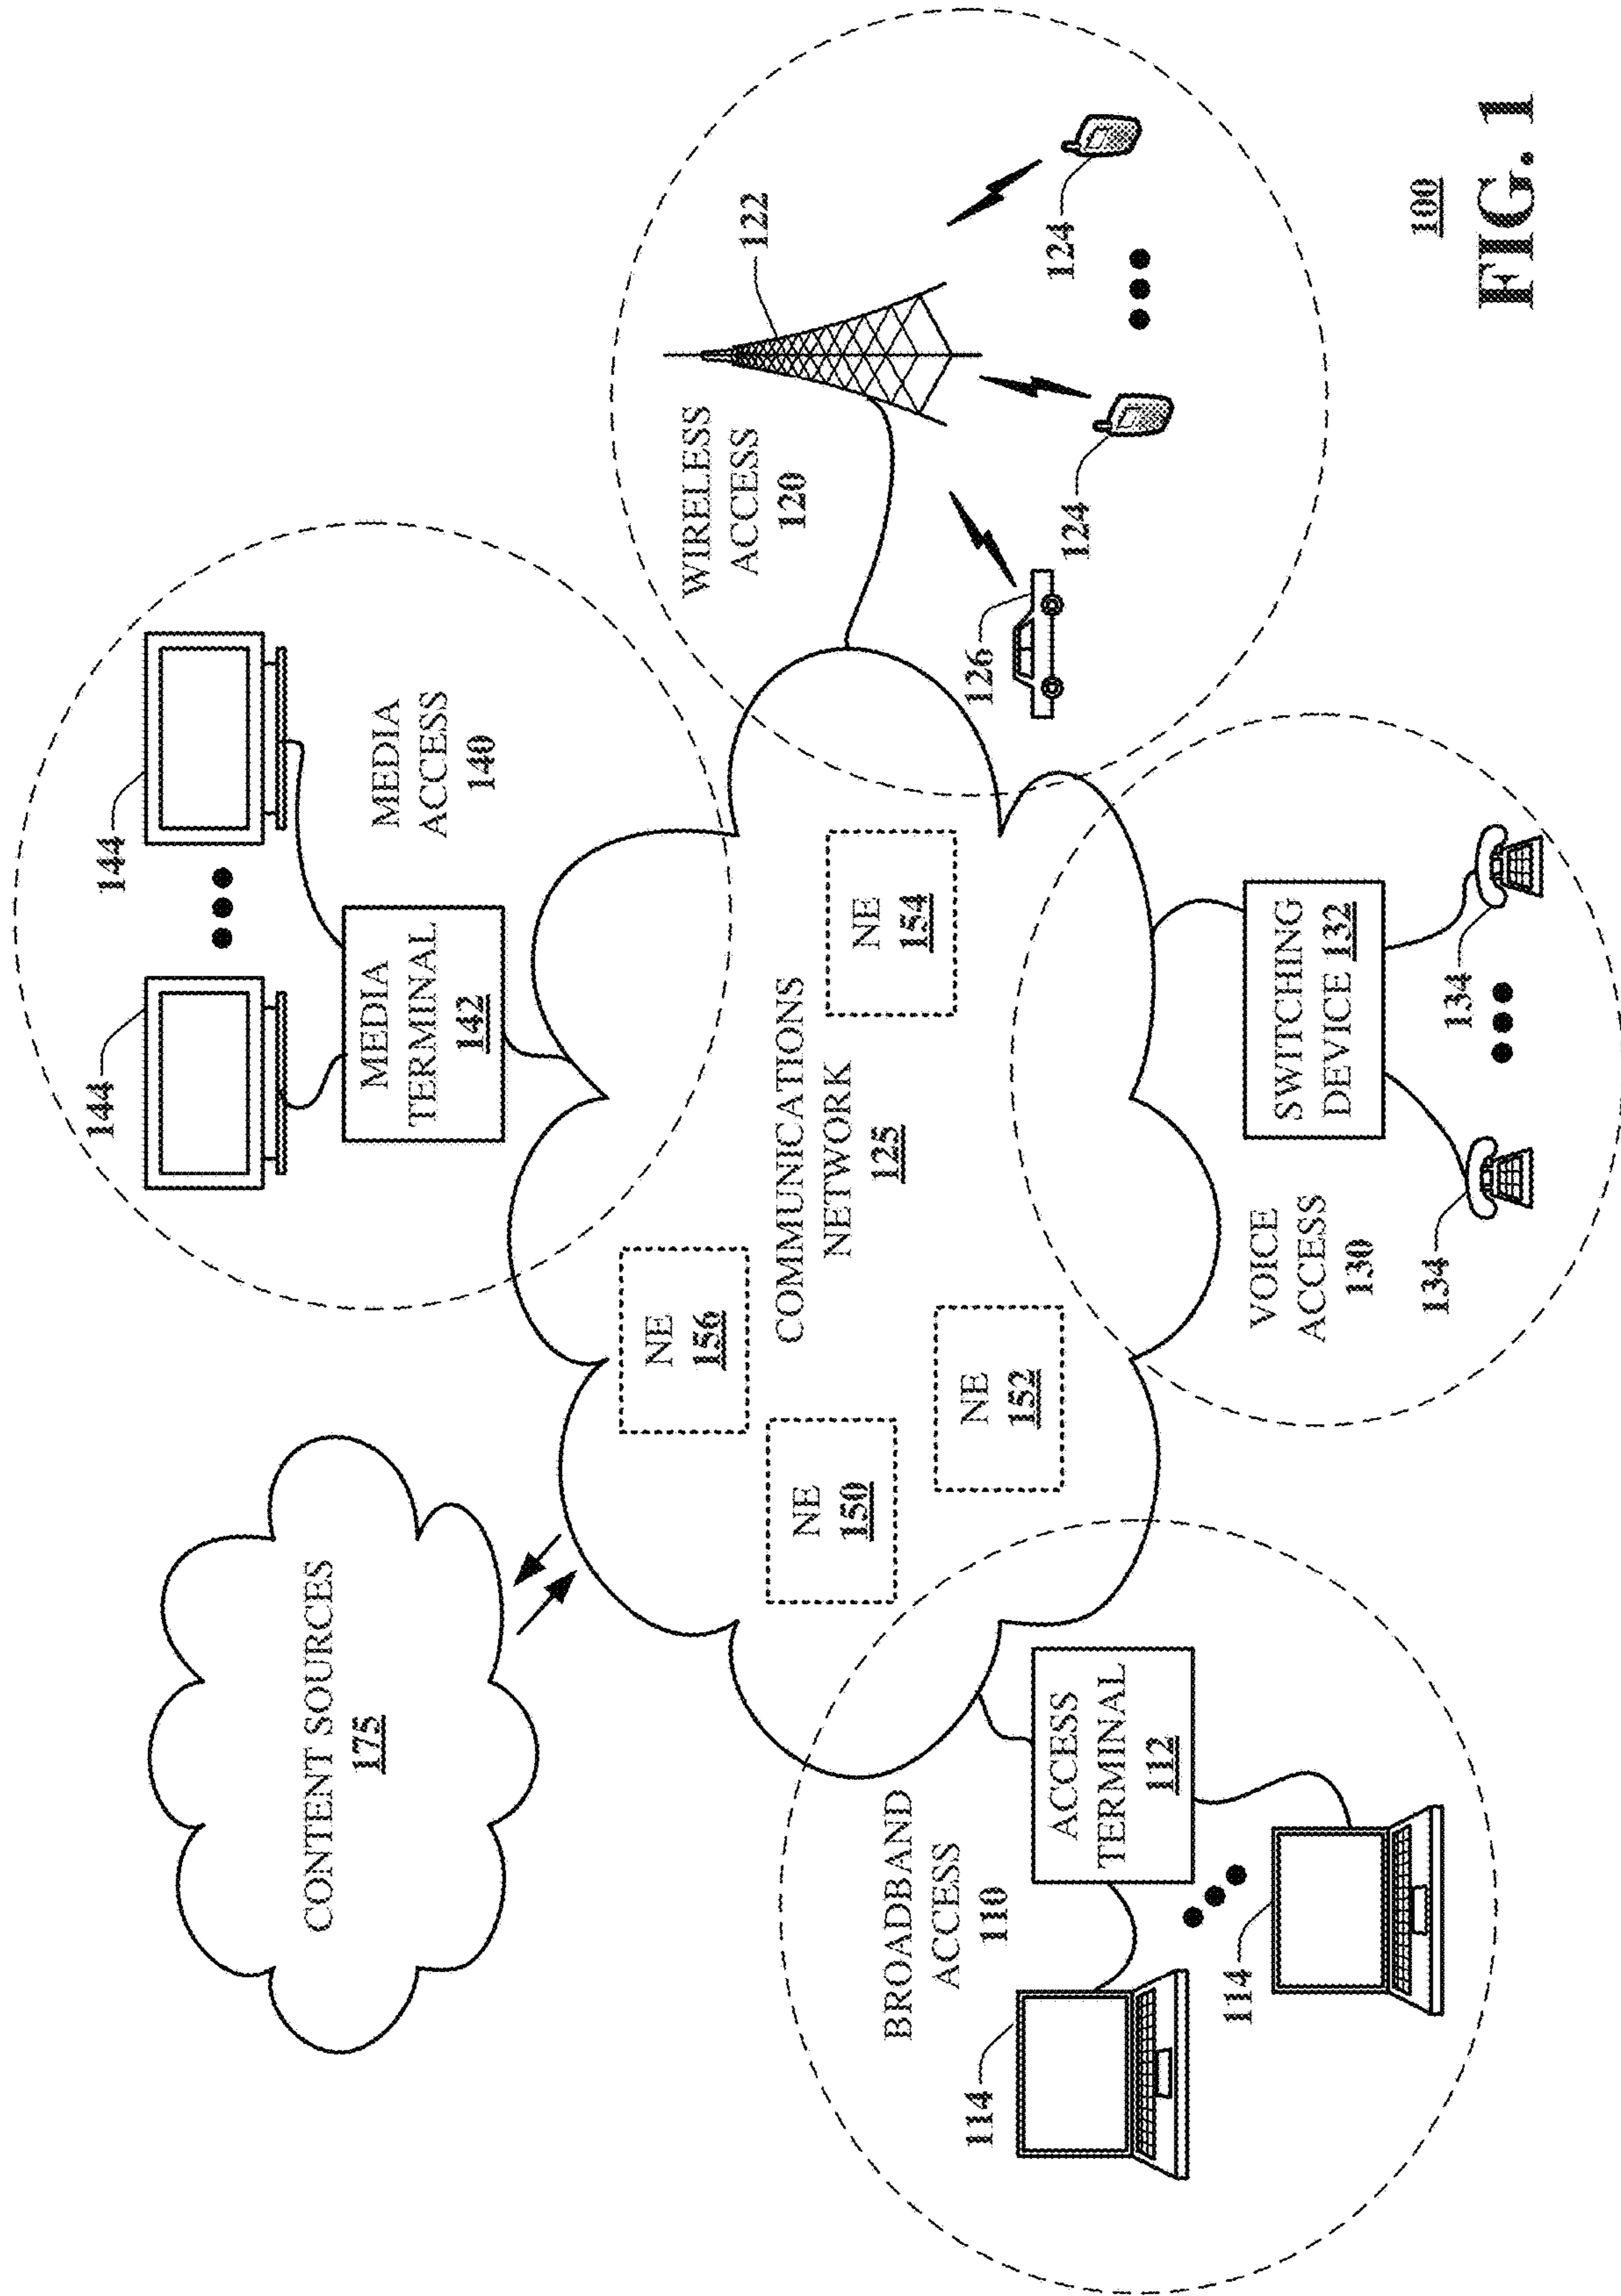 CONTENT SOURCES
175
144
144
MEDIA
TERMINAL
142
MEDIA
ACCESS
140
NE
156
NE
150
NE
152
COMMUNICATIONS
NETWORK
125
NE
154
WIRELESS
ACCESS
120
122
126
124
124
BROADBAND
ACCESS
110
ACCESS
TERMINAL
112
114
114
VOICE
ACCESS
130
SWITCHING
DEVICE 132
134
134
100
FIG. 1